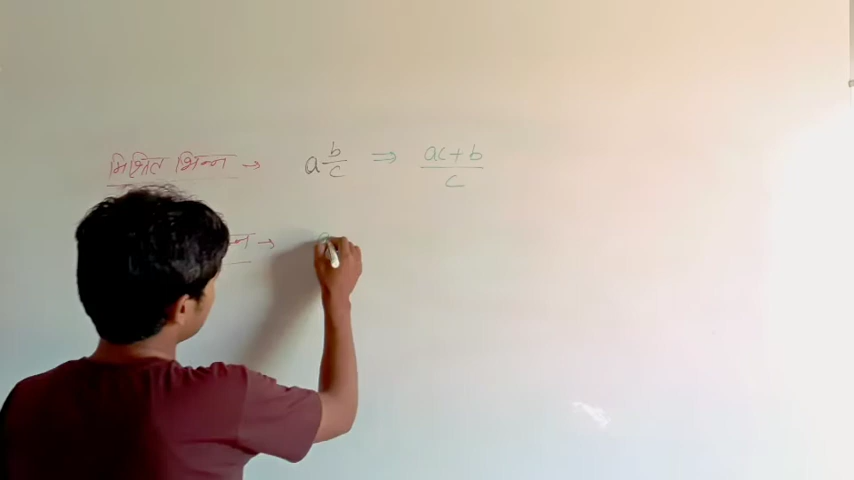 मिश्रित भिन्न → a b/c ⇒ ac+b/c
→